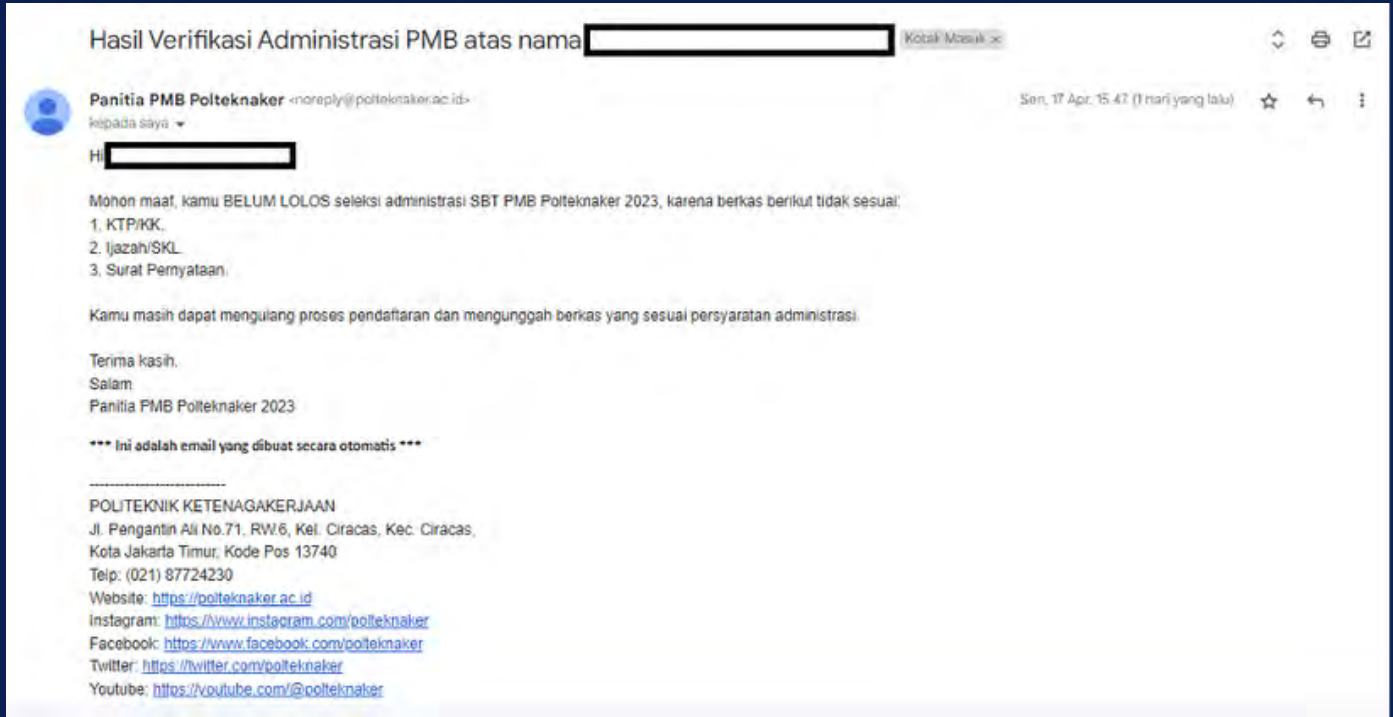 Hasil Verifikasi Administrasi PMB atas nama
Kotak Masuk ×
Panitia PMB Polteknaker <noreply@polteknaker.ac.id>
Sen, 17 Apr, 15.47 (1 hari yang lalu)
kepada saya
Hi
Mohon maaf, kamu BELUM LOLOS seleksi administrasi SBT PMB Polteknaker 2023, karena berkas berikut tidak sesuai:
1. KTP/KK.
2. Ijazah/SKL.
3. Surat Pernyataan.
Kamu masih dapat mengulang proses pendaftaran dan mengunggah berkas yang sesuai persyaratan administrasi.
Terima kasih.
Salam
Panitia PMB Polteknaker 2023
*** Ini adalah email yang dibuat secara otomatis ***
----------------------------
POLITEKNIK KETENAGAKERJAAN
Jl. Pengantin Ali No.71, RW.6, Kel. Ciracas, Kec. Ciracas,
Kota Jakarta Timur, Kode Pos 13740
Telp: (021) 87724230
Website: https://polteknaker.ac.id
Instagram: https://www.instagram.com/polteknaker
Facebook: https://www.facebook.com/polteknaker
Twitter: https://twitter.com/polteknaker
Youtube: https://youtube.com/@polteknaker